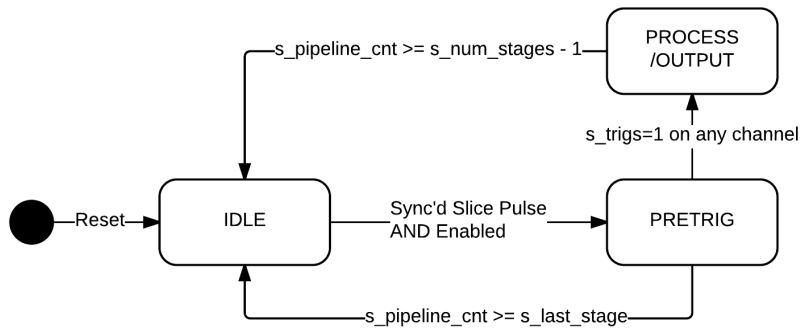 PROCESS
/OUTPUT
s_pipeline_cnt >= s_num_stages - 1
s_trigs=1 on any channel
Reset
IDLE
Sync'd Slice Pulse
AND Enabled
PRETRIG
s_pipeline_cnt >= s_last_stage